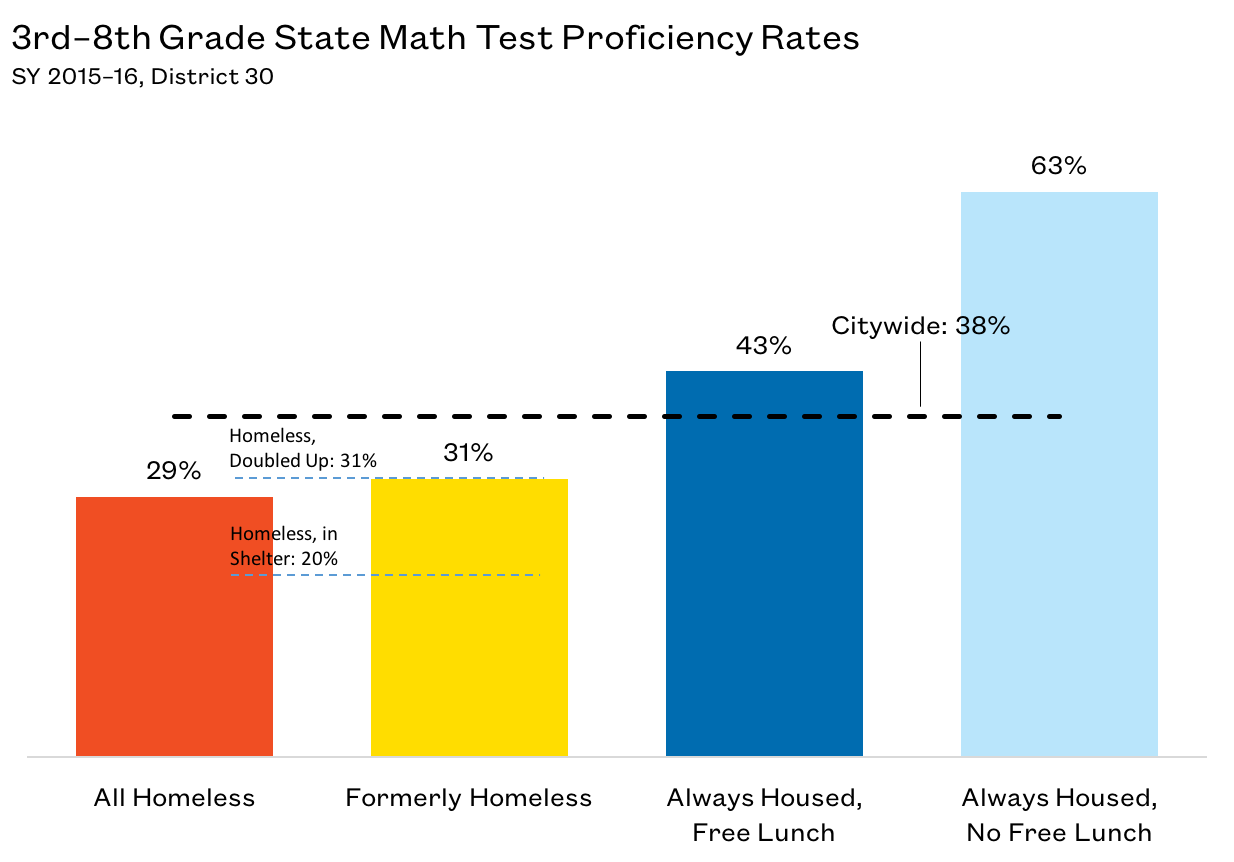 3rd–8th Grade State Math Test Proficiency Rates
SY 2015–16, District 30
63%
Citywide: 38%
43%
Homeless,
Doubled Up: 31%
31%
29%
Homeless, in
Shelter: 20%
All Homeless
Formerly Homeless
Always Housed,
Free Lunch
Always Housed,
No Free Lunch